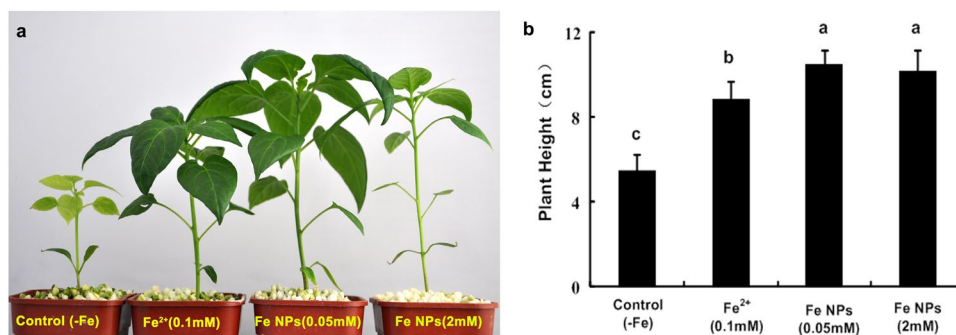 a
Control (-Fe)
Fe²⁺(0.1mM)
Fe NPs(0.05mM)
Fe NPs(2mM)
b
Plant Height (cm)
12
8
4
0
c
b
a
a
Control
(-Fe)
Fe²⁺
(0.1mM)
Fe NPs
(0.05mM)
Fe NPs
(2mM)